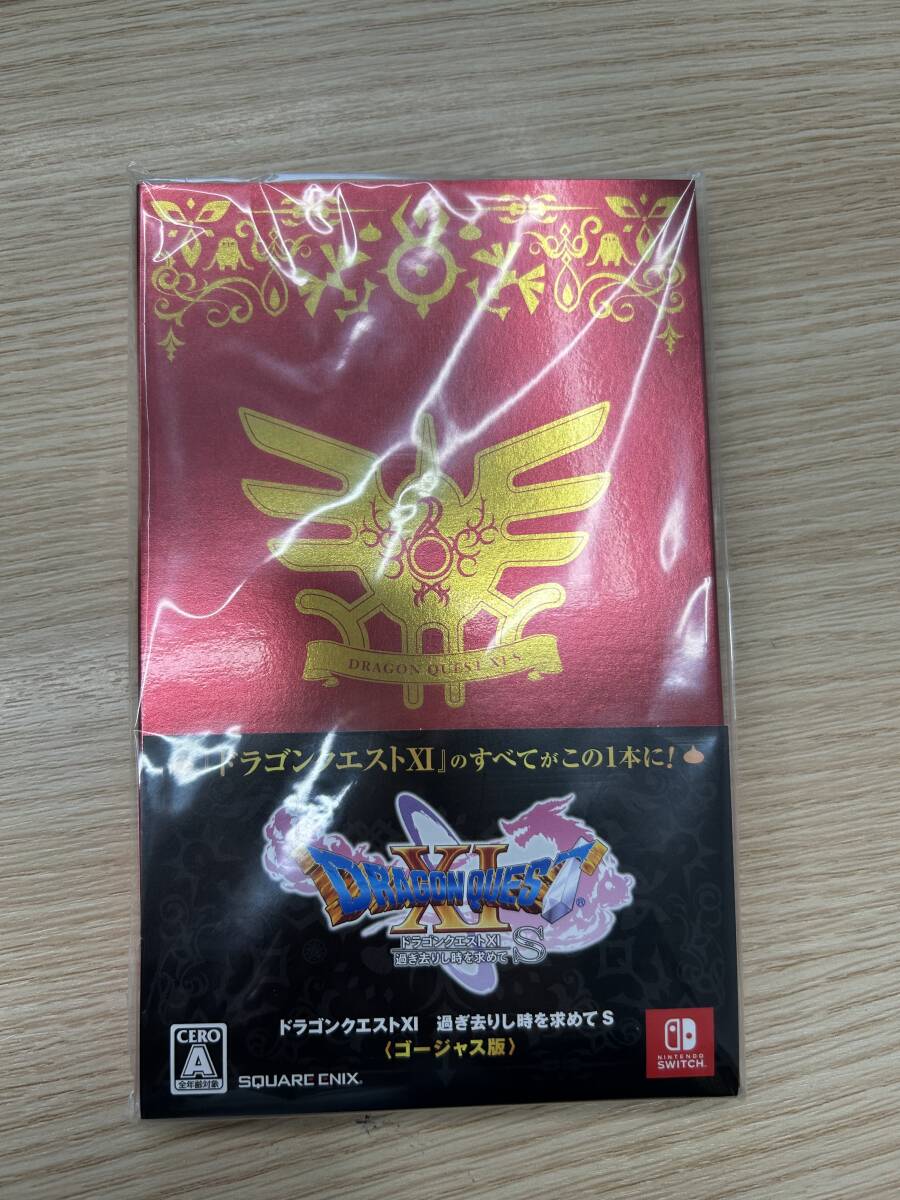 DRAGON QUEST XI S
『ドラゴンクエストXI』のすべてがこの1本に!
DRAGON QUEST®
XI
ドラゴンクエストXI
過ぎ去りし時を求めて S
ドラゴンクエストXI 過ぎ去りし時を求めて S
〈ゴージャス版〉
CERO
A
全年齢対象
SQUARE ENIX®
NINTENDO
SWITCH